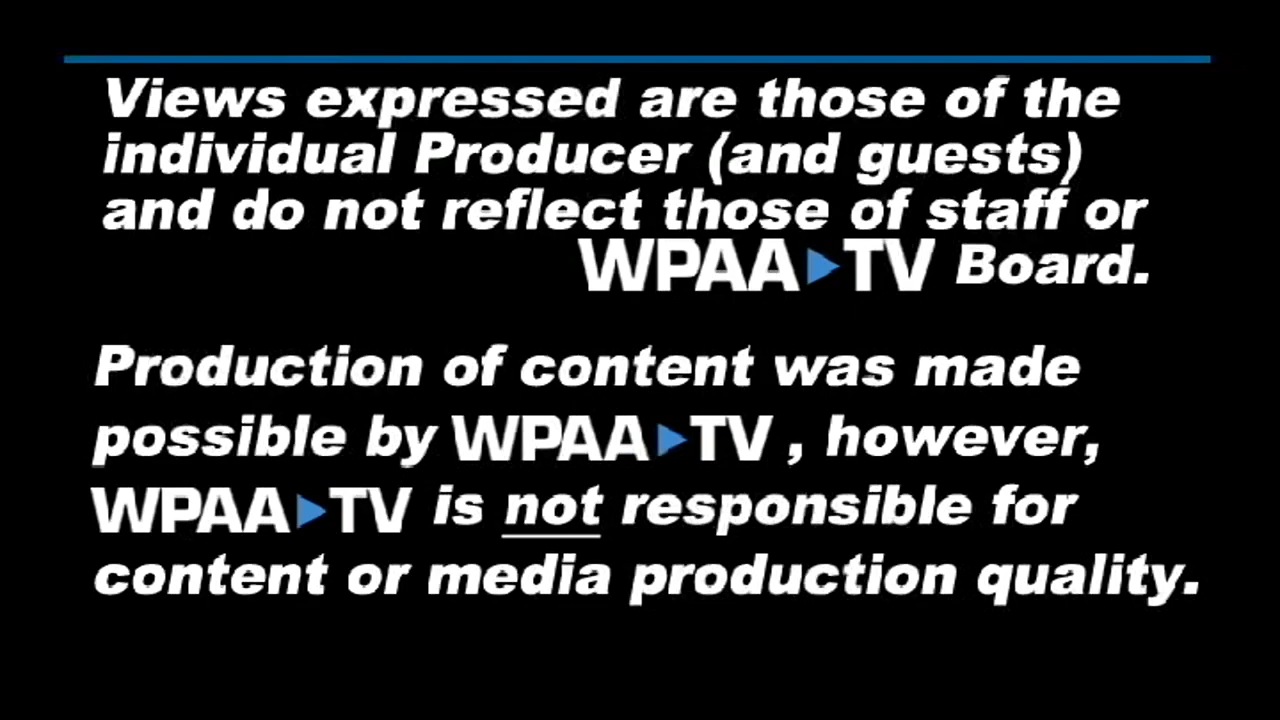 Views expressed are those of the
individual Producer (and guests)
and do not reflect those of staff or
WPAA TV Board.
Production of content was made
possible by WPAA TV , however,
WPAA TV is not responsible for
content or media production quality.